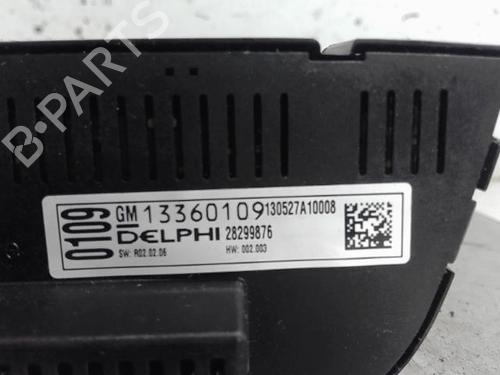 B-PARTS
0109
GM 13360109 130527A10008
DELPHI 28299876
SW: R02.02.06 HW: 002.003